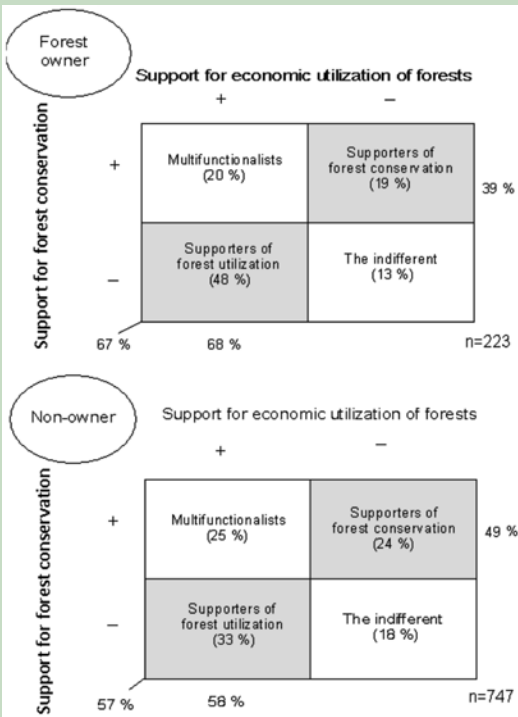 Forest
owner
Support for economic utilization of forests
+
−
Support for forest conservation
+
Multifunctionalists
(20 %)
Supporters of
forest conservation
(19 %)
39 %
−
Supporters of
forest utilization
(48 %)
The indifferent
(13 %)
67 %
68 %
n=223
Non-owner
Support for economic utilization of forests
+
−
Support for forest conservation
+
Multifunctionalists
(25 %)
Supporters of
forest conservation
(24 %)
49 %
−
Supporters of
forest utilization
(33 %)
The indifferent
(18 %)
57 %
58 %
n=747